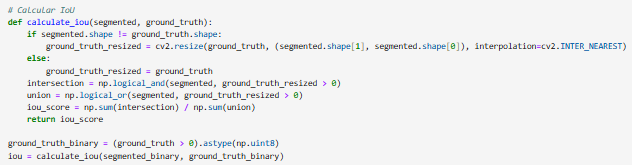 # Calcular IoU
def calculate_iou(segmented, ground_truth):
    if segmented.shape != ground_truth.shape:
        ground_truth_resized = cv2.resize(ground_truth, (segmented.shape[1], segmented.shape[0]), interpolation=cv2.INTER_NEAREST)
    else:
        ground_truth_resized = ground_truth
    intersection = np.logical_and(segmented, ground_truth_resized > 0)
    union = np.logical_or(segmented, ground_truth_resized > 0)
    iou_score = np.sum(intersection) / np.sum(union)
    return iou_score
ground_truth_binary = (ground_truth > 0).astype(np.uint8)
iou = calculate_iou(segmented_binary, ground_truth_binary)